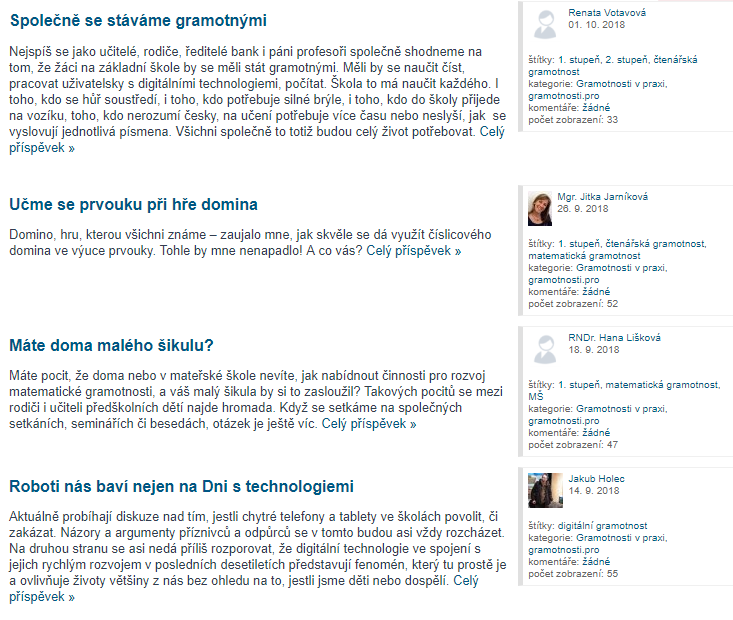 Společně se stáváme gramotnými
Nejspíš se jako učitelé, rodiče, ředitelé bank i páni profesoři společně shodneme na
tom, že žáci na základní škole by se měli stát gramotnými. Měli by se naučit číst,
pracovat uživatelsky s digitálními technologiemi, počítat. Škola to má naučit každého. I
toho, kdo se hůř soustředí, i toho, kdo potřebuje silné brýle, i toho, kdo do školy přijede
na vozíku, toho, kdo nerozumí česky, na učení potřebuje více času nebo neslyší, jak se
vyslovují jednotlivá písmena. Všichni společně to totiž budou celý život potřebovat. Celý
příspěvek »
Renata Votavová
01. 10. 2018
štítky: 1. stupeň, 2. stupeň, čtenářská
gramotnost
kategorie: Gramotnosti v praxi,
gramotnosti.pro
komentáře: žádné
počet zobrazení: 33
Učme se prvouku při hře domina
Domino, hru, kterou všichni známe – zaujalo mne, jak skvěle se dá využít číslicového
domina ve výuce prvouky. Tohle by mne nenapadlo! A co vás? Celý příspěvek »
Mgr. Jitka Jarníková
26. 9. 2018
štítky: 1. stupeň, čtenářská gramotnost,
matematická gramotnost
kategorie: Gramotnosti v praxi,
gramotnosti.pro
komentáře: žádné
počet zobrazení: 52
Máte doma malého šikulu?
Máte pocit, že doma nebo v mateřské škole nevíte, jak nabídnout činnosti pro rozvoj
matematické gramotnosti, a váš malý šikula by si to zasloužil? Takových pocitů se mezi
rodiči i učiteli předškolních dětí najde hromada. Když se setkáme na společných
setkáních, seminářích či besedách, otázek je ještě víc. Celý příspěvek »
RNDr. Hana Lišková
18. 9. 2018
štítky: 1. stupeň, matematická gramotnost,
MŠ
kategorie: Gramotnosti v praxi,
gramotnosti.pro
komentáře: žádné
počet zobrazení: 47
Roboti nás baví nejen na Dni s technologiemi
Aktuálně probíhají diskuze nad tím, jestli chytré telefony a tablety ve školách povolit, či
zakázat. Názory a argumenty příznivců a odpůrců se v tomto budou asi vždy rozcházet.
Na druhou stranu se asi nedá příliš rozporovat, že digitální technologie ve spojení s
jejich rychlým rozvojem v posledních desetiletích představují fenomén, který tu prostě je
a ovlivňuje životy většiny z nás bez ohledu na to, jestli jsme děti nebo dospělí. Celý
příspěvek »
Jakub Holec
14. 9. 2018
štítky: digitální gramotnost
kategorie: Gramotnosti v praxi,
gramotnosti.pro
komentáře: žádné
počet zobrazení: 55